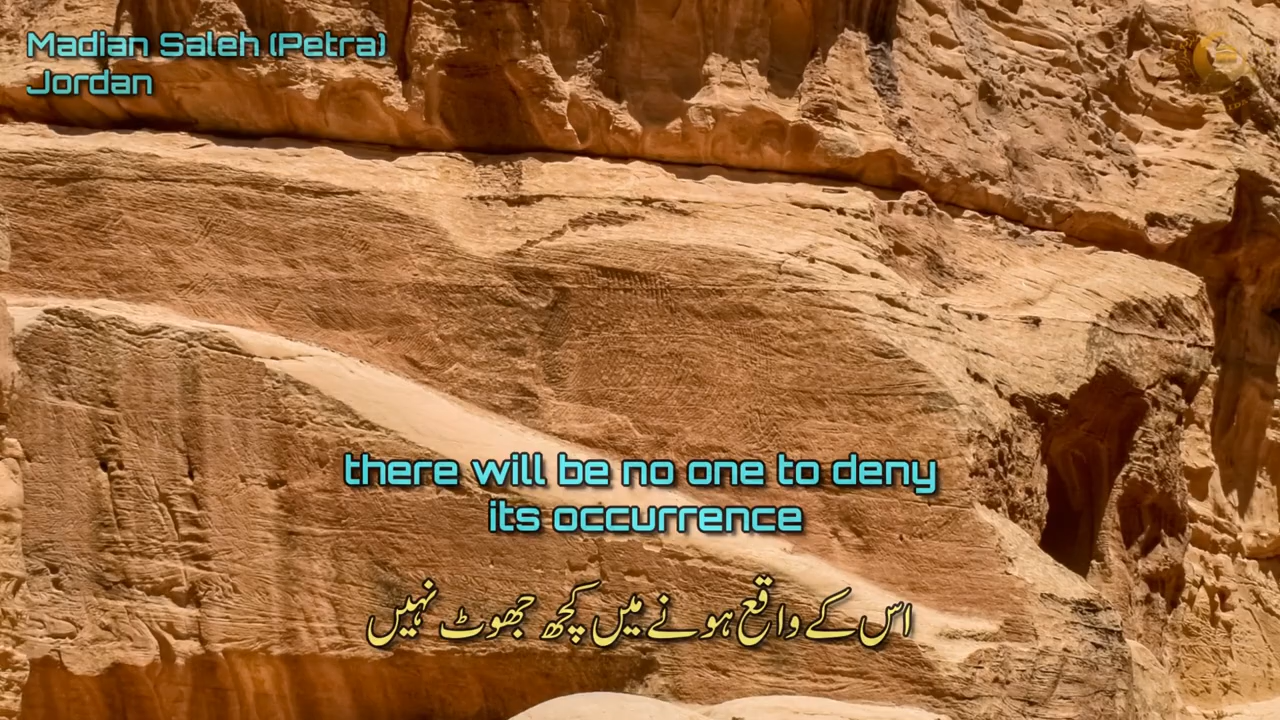 Madian Saleh (Petra)
Jordan
there will be no one to deny
its occurrence
اس کے واقع ہونے میں کچھ جھوٹ نہیں